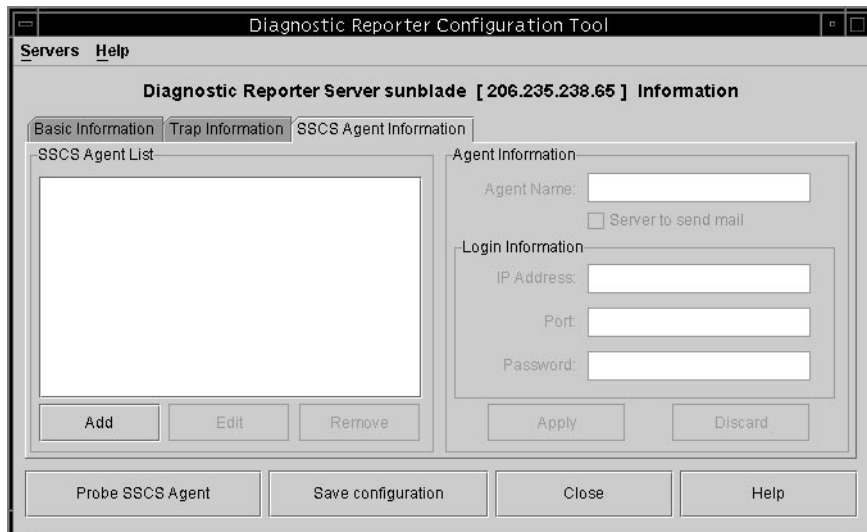 Diagnostic Reporter Configuration Tool
Servers Help
Diagnostic Reporter Server sunblade [ 206.235.238.65 ] Information
Basic Information Trap Information SSCS Agent Information
SSCS Agent List
Agent Information
Agent Name:
Server to send mail
Login Information
IP Address:
Port:
Password:
Add Edit Remove
Apply Discard
Probe SSCS Agent Save configuration Close Help